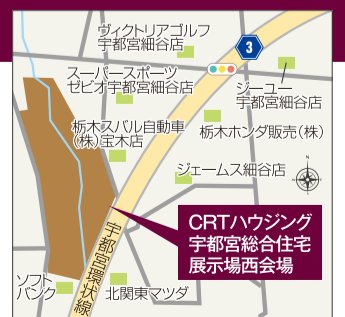 ヴィクトリアゴルフ
宇都宮細谷店
3
スーパースポーツ
ゼビオ宇都宮細谷店
ジーユー
宇都宮細谷店
栃木スバル自動車
(株)宝木店
栃木ホンダ販売(株)
ジェームス細谷店
CRTハウジング
宇都宮総合住宅
展示場西会場
宇都宮環状線
ソフト
バンク
北関東マツダ